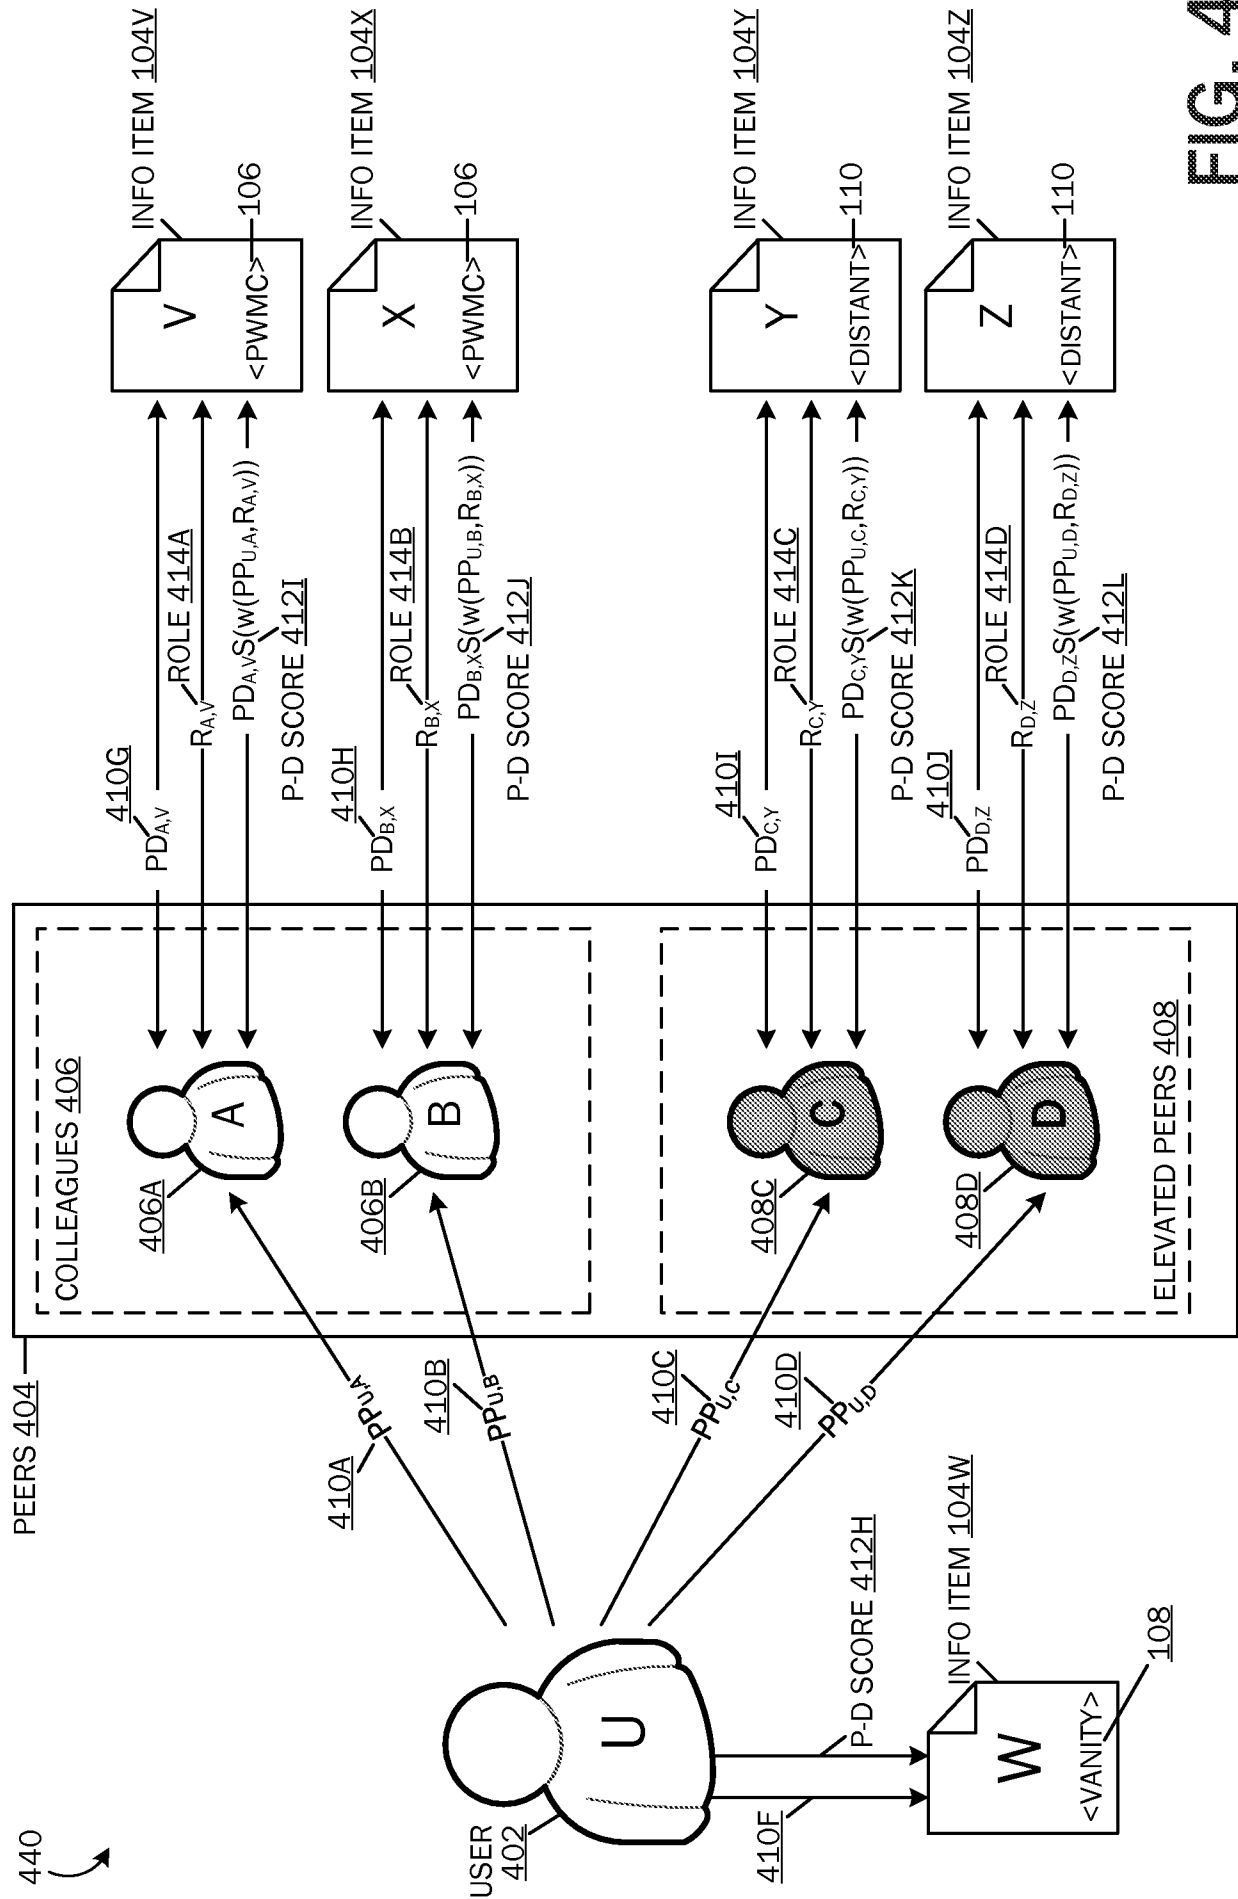 440
PEERS 404
COLLEAGUES 406
406A
A
406B
B
408C
C
408D
D
ELEVATED PEERS 408
USER
402
U
410A
PPU,A
410B
PPU,B
410C
PPU,C
410D
PPU,D
410F
P-D SCORE 412H
INFO ITEM 104W
W
<VANITY>
108
410G
PDA,V
ROLE 414A
RA,V
PDA,VS(w(PPU,A,RA,V))
P-D SCORE 412I
INFO ITEM 104V
V
<PWMC>
106
410H
PDB,X
ROLE 414B
RB,X
PDB,XS(w(PPU,B,RB,X))
P-D SCORE 412J
INFO ITEM 104X
X
<PWMC>
106
410I
PDC,Y
ROLE 414C
RC,Y
PDC,YS(w(PPU,C,RC,Y))
P-D SCORE 412K
INFO ITEM 104Y
Y
<DISTANT>
110
410J
PDD,Z
ROLE 414D
RD,Z
PDD,ZS(w(PPU,D,RD,Z))
P-D SCORE 412L
INFO ITEM 104Z
Z
<DISTANT>
110
FIG. 4